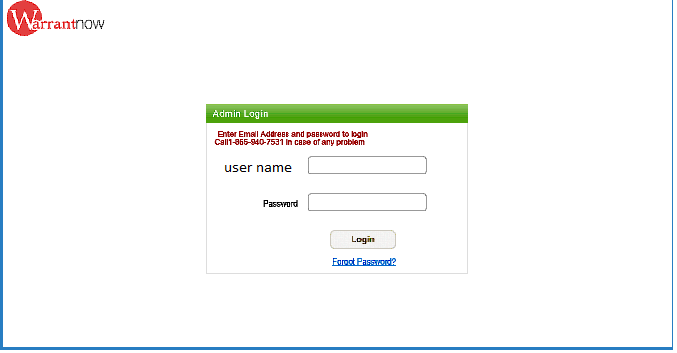 Warrantnow
Admin Login
Enter Email Address and password to login
Call1-865-940-7531 in case of any problem
user name
Password
Login
Forgot Password?